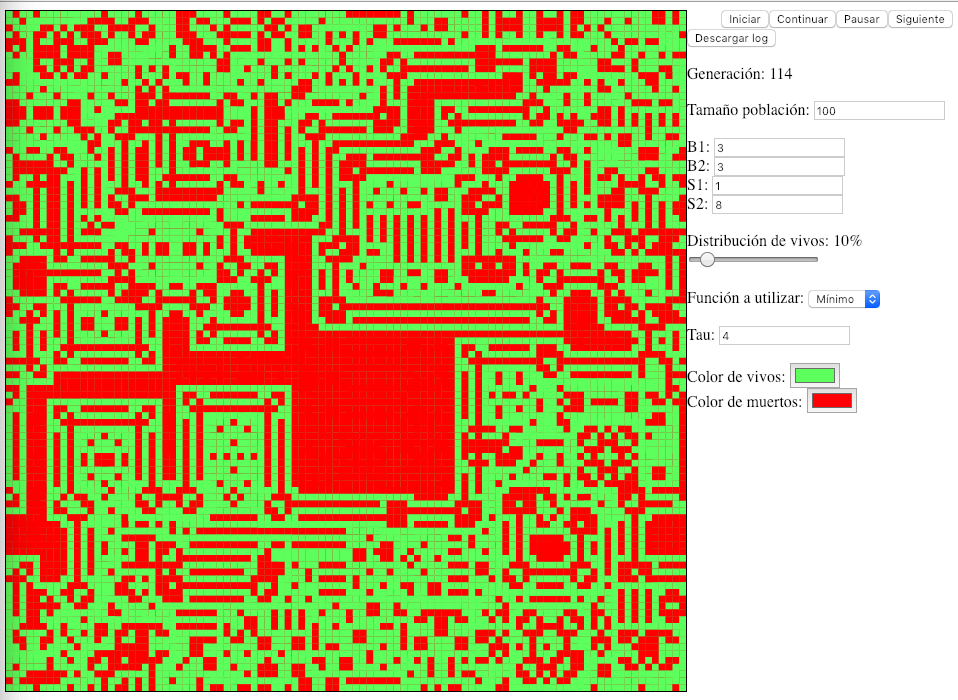 Iniciar Continuar Pausar Siguiente
Descargar log
Generación: 114
Tamaño población: 100
B1: 3
B2: 3
S1: 1
S2: 8
Distribución de vivos: 10%
Función a utilizar: Mínimo
Tau: 4
Color de vivos:
Color de muertos: